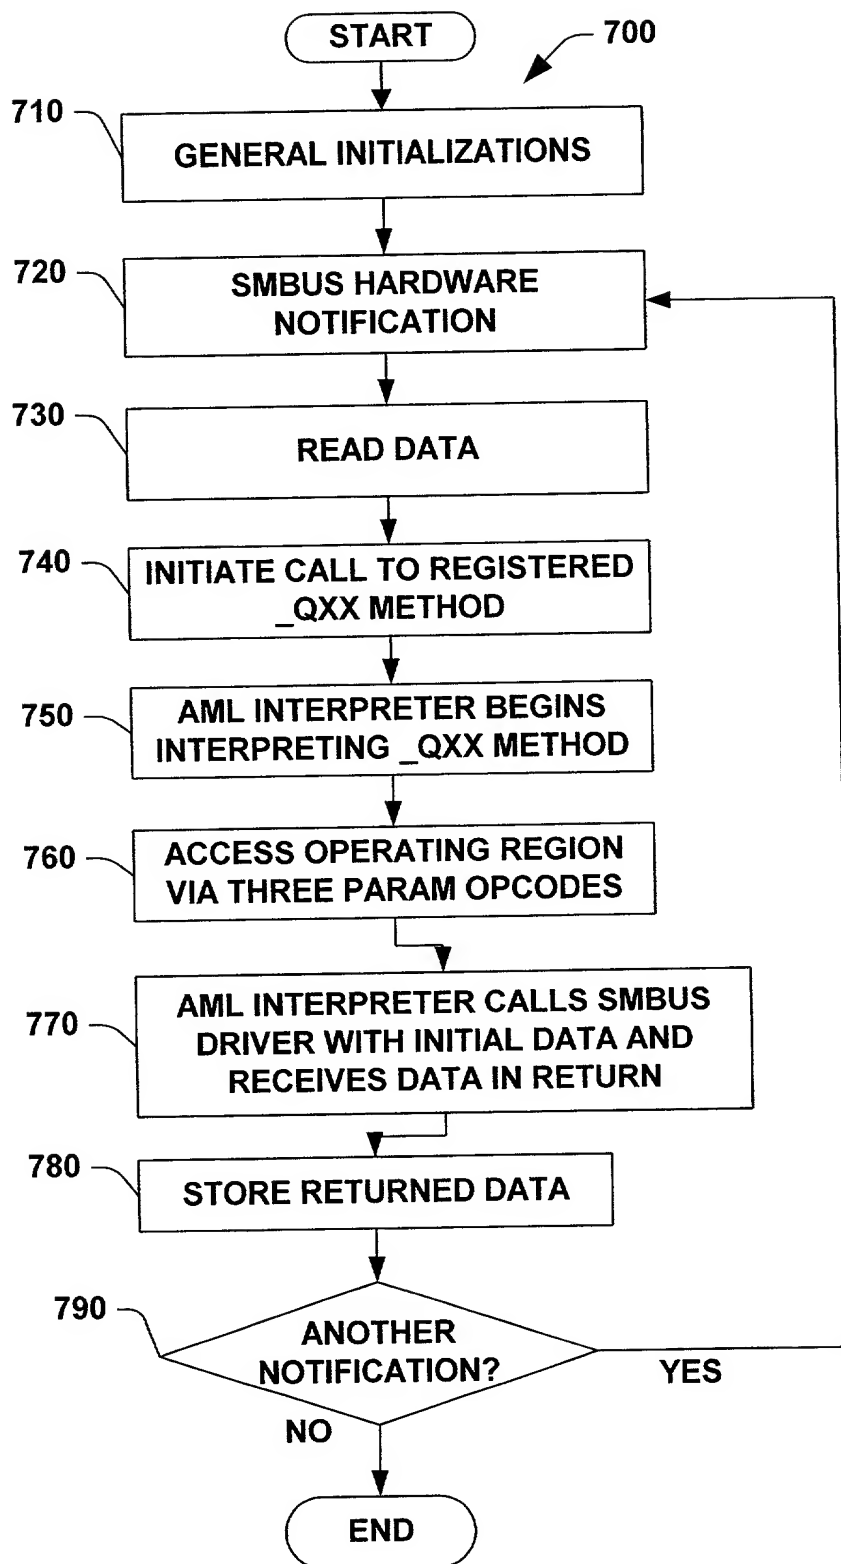 START
700
710
GENERAL INITIALIZATIONS
720
SMBUS HARDWARE
NOTIFICATION
730
READ DATA
740
INITIATE CALL TO REGISTERED
_QXX METHOD
750
AML INTERPRETER BEGINS
INTERPRETING _QXX METHOD
760
ACCESS OPERATING REGION
VIA THREE PARAM OPCODES
770
AML INTERPRETER CALLS SMBUS
DRIVER WITH INITIAL DATA AND
RECEIVES DATA IN RETURN
780
STORE RETURNED DATA
790
ANOTHER
NOTIFICATION?
YES
NO
END